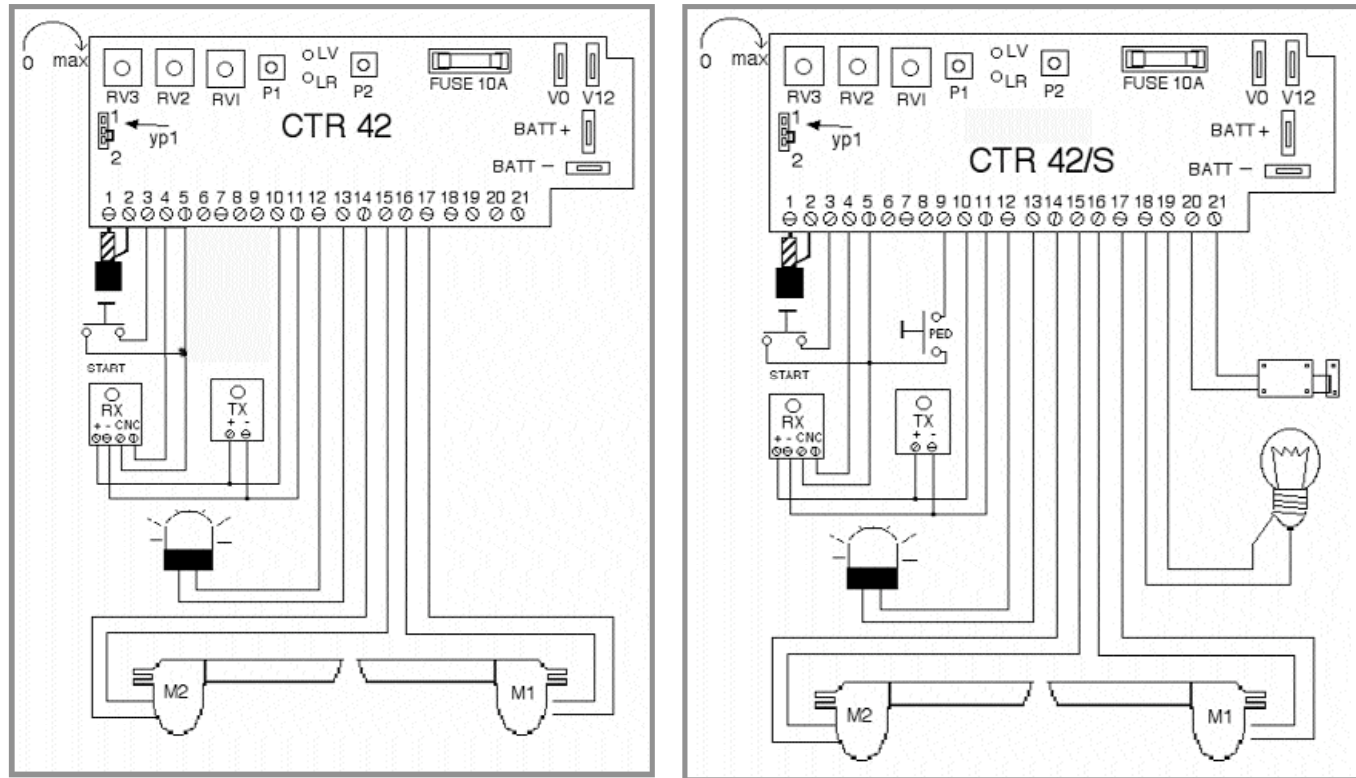 0 max
RV3 RV2 RV1 P1 LV
LR P2 FUSE 10A V0 V12
1
2
yp1
CTR 42
BATT +
BATT −
1 2 3 4 5 6 7 8 9 10 11 12 13 14 15 16 17 18 19 20 21
START
RX
+ - CNC
TX
+ -
M2
M1
0 max
RV3 RV2 RV1 P1 LV
LR P2 FUSE 10A V0 V12
1
2
yp1
CTR 42/S
BATT +
BATT −
1 2 3 4 5 6 7 8 9 10 11 12 13 14 15 16 17 18 19 20 21
PED
START
RX
+ - CNC
TX
+ -
M2
M1